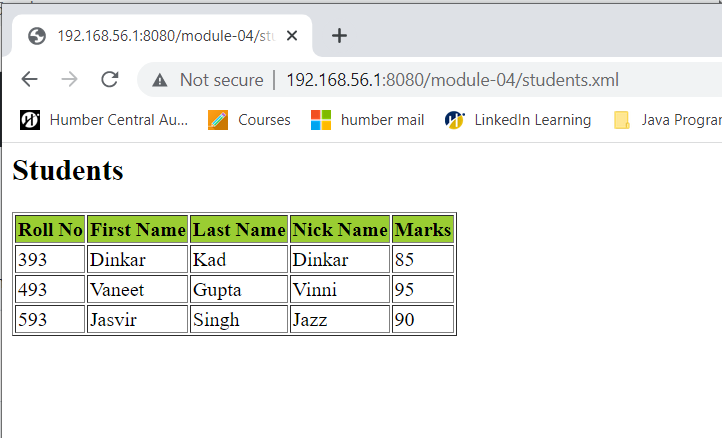 192.168.56.1:8080/module-04/stu
Not secure | 192.168.56.1:8080/module-04/students.xml
Humber Central Au... Courses humber mail LinkedIn Learning Java Program
Students
Roll No First Name Last Name Nick Name Marks
393 Dinkar Kad Dinkar 85
493 Vaneet Gupta Vinni 95
593 Jasvir Singh Jazz 90